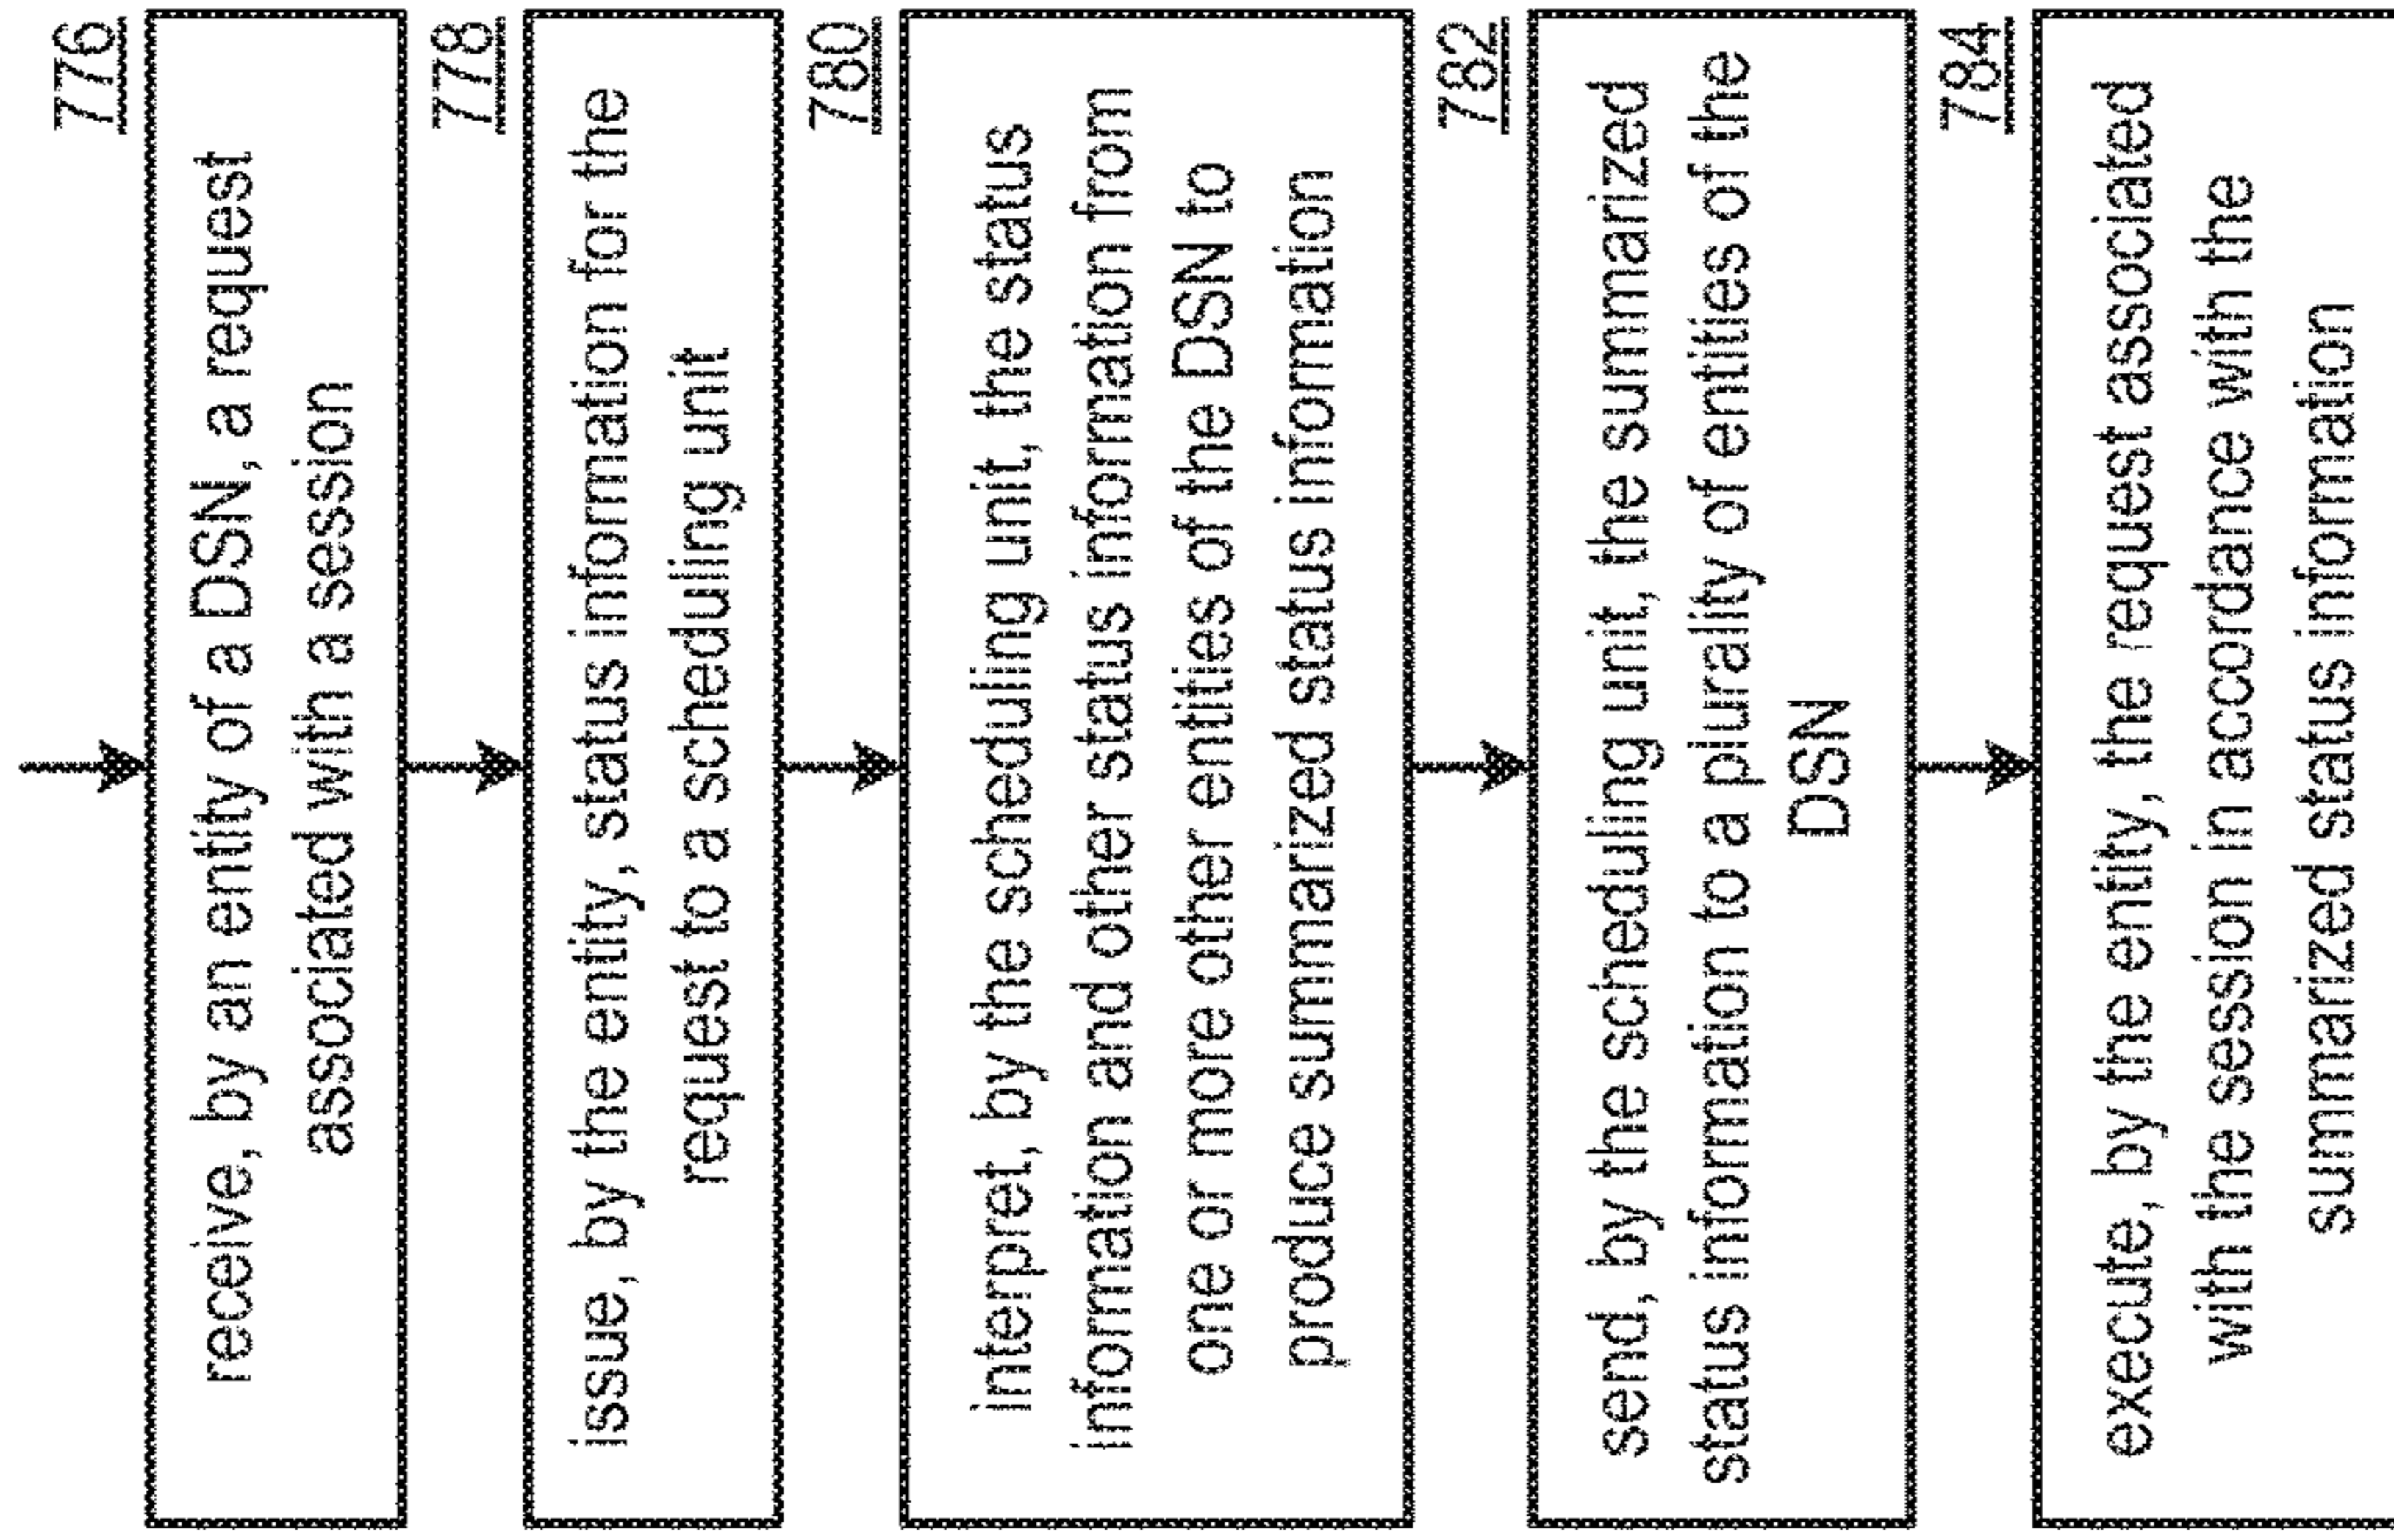 776
receive, by an entity of a DSN, a request
associated with a session
778
issue, by the entity, status information for the
request to a scheduling unit
780
interpret, by the scheduling unit, the status
information and other status information from
one or more other entities of the DSN to
produce summarized status information
782
send, by the scheduling unit, the summarized
status information to a plurality of entities of the
DSN
784
execute, by the entity, the request associated
with the session in accordance with the
summarized status information